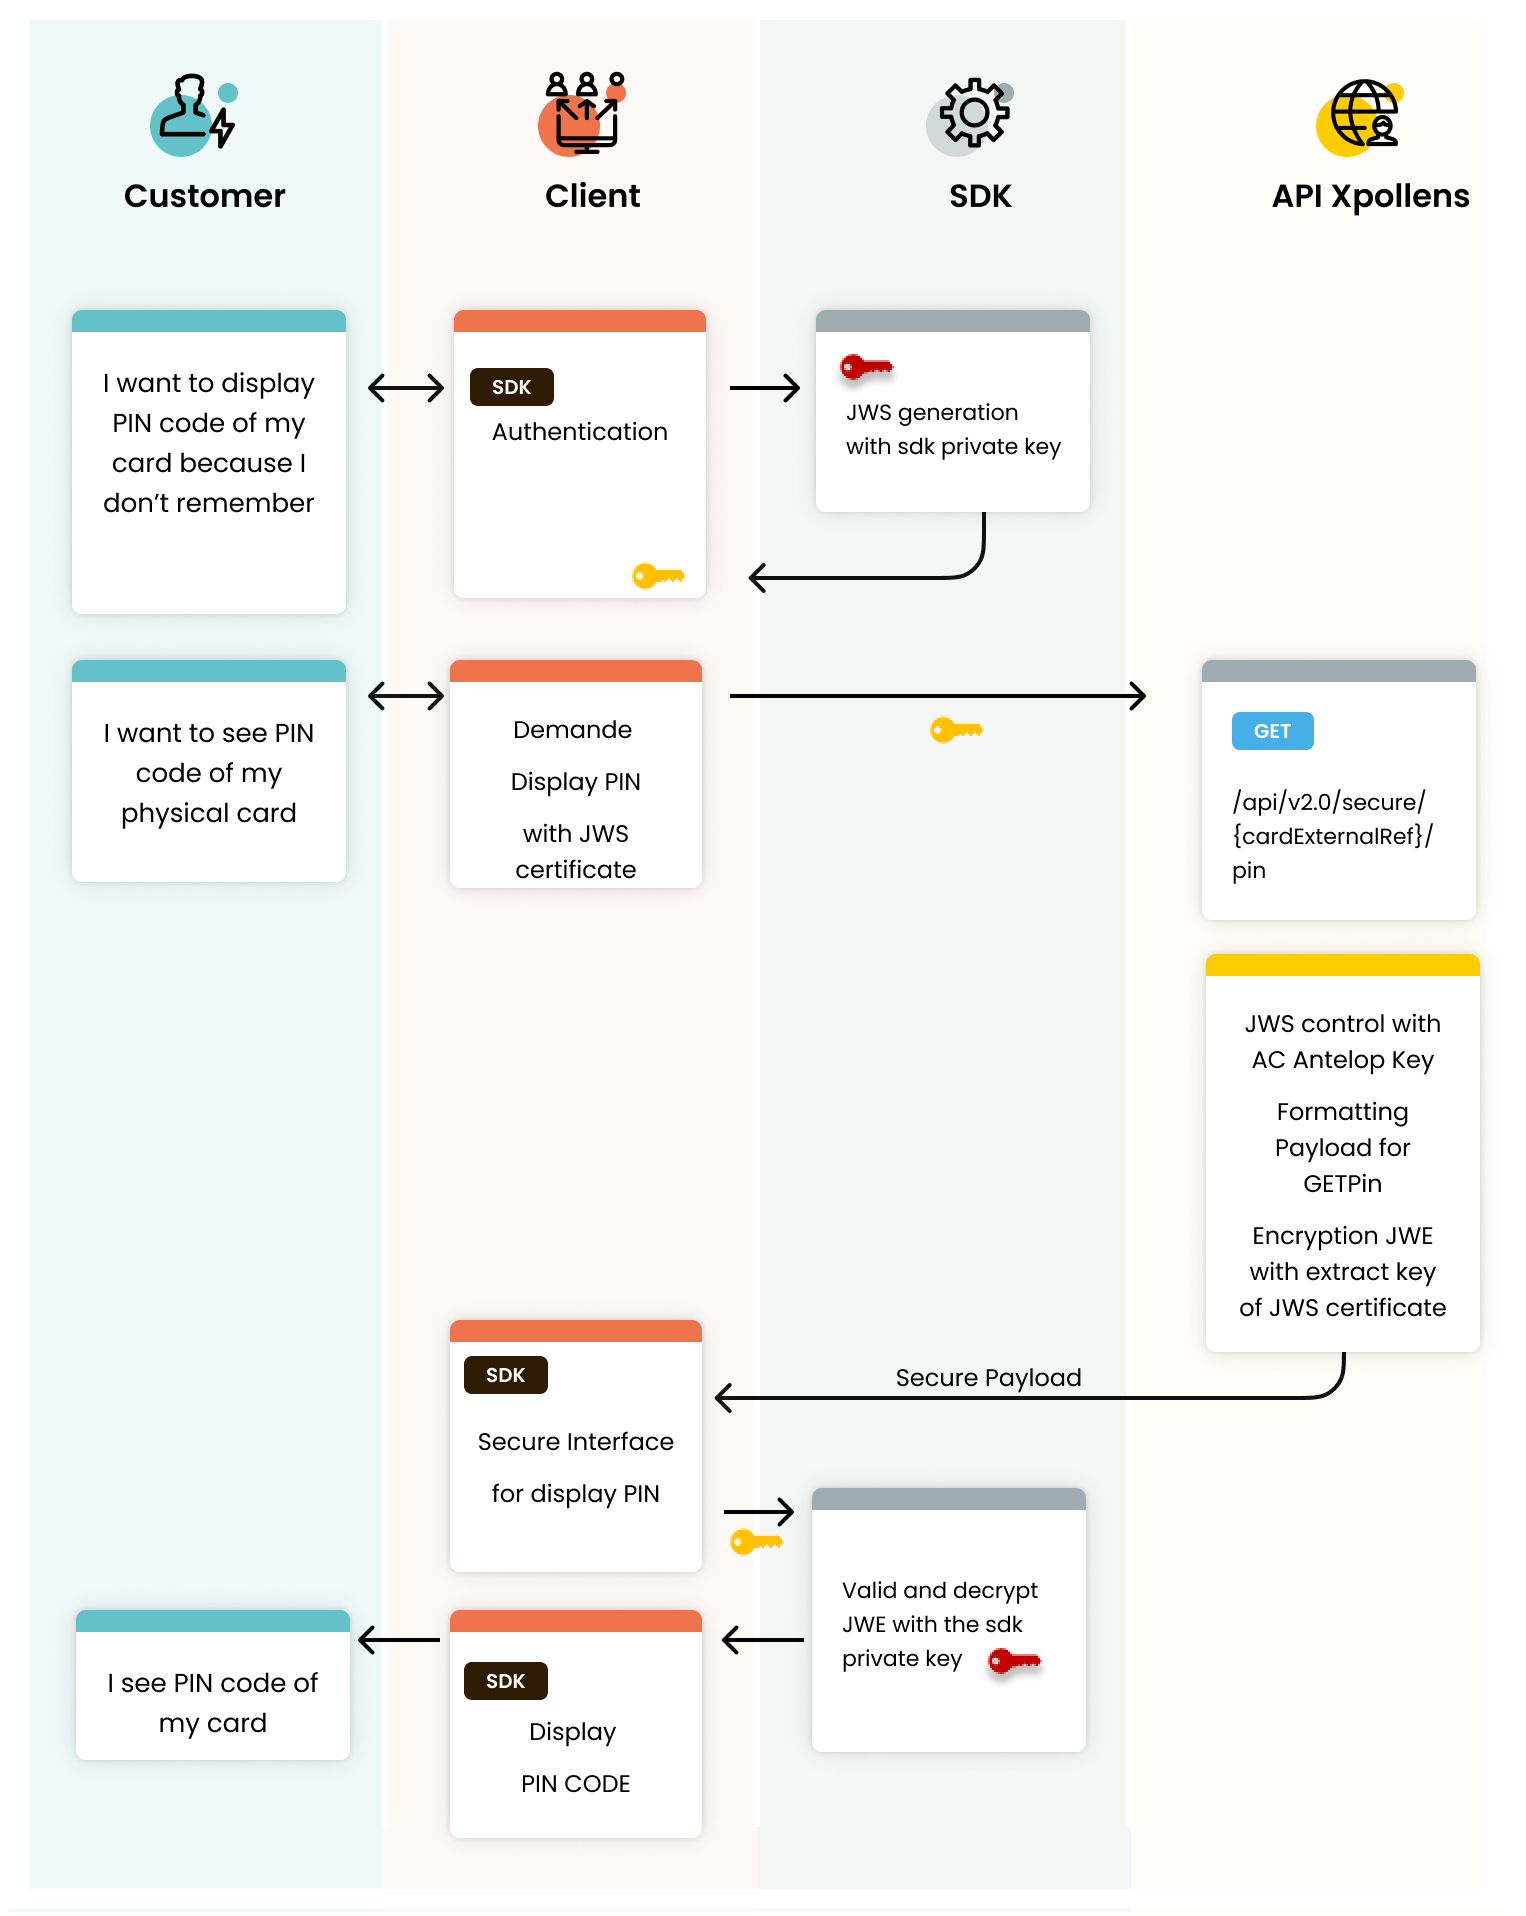 Customer
Client
SDK
API Xpollens
I want to display
PIN code of my
card because I
don’t remember
SDK
Authentication
JWS generation
with sdk private key
I want to see PIN
code of my
physical card
Demande
Display PIN
with JWS
certificate
GET
/api/v2.0/secure/
{cardExternalRef}/
pin
JWS control with
AC Antelop Key
Formatting
Payload for
GETPin
Encryption JWE
with extract key
of JWS certificate
Secure Payload
SDK
Secure Interface
for display PIN
Valid and decrypt
JWE with the sdk
private key
SDK
Display
PIN CODE
I see PIN code of
my card